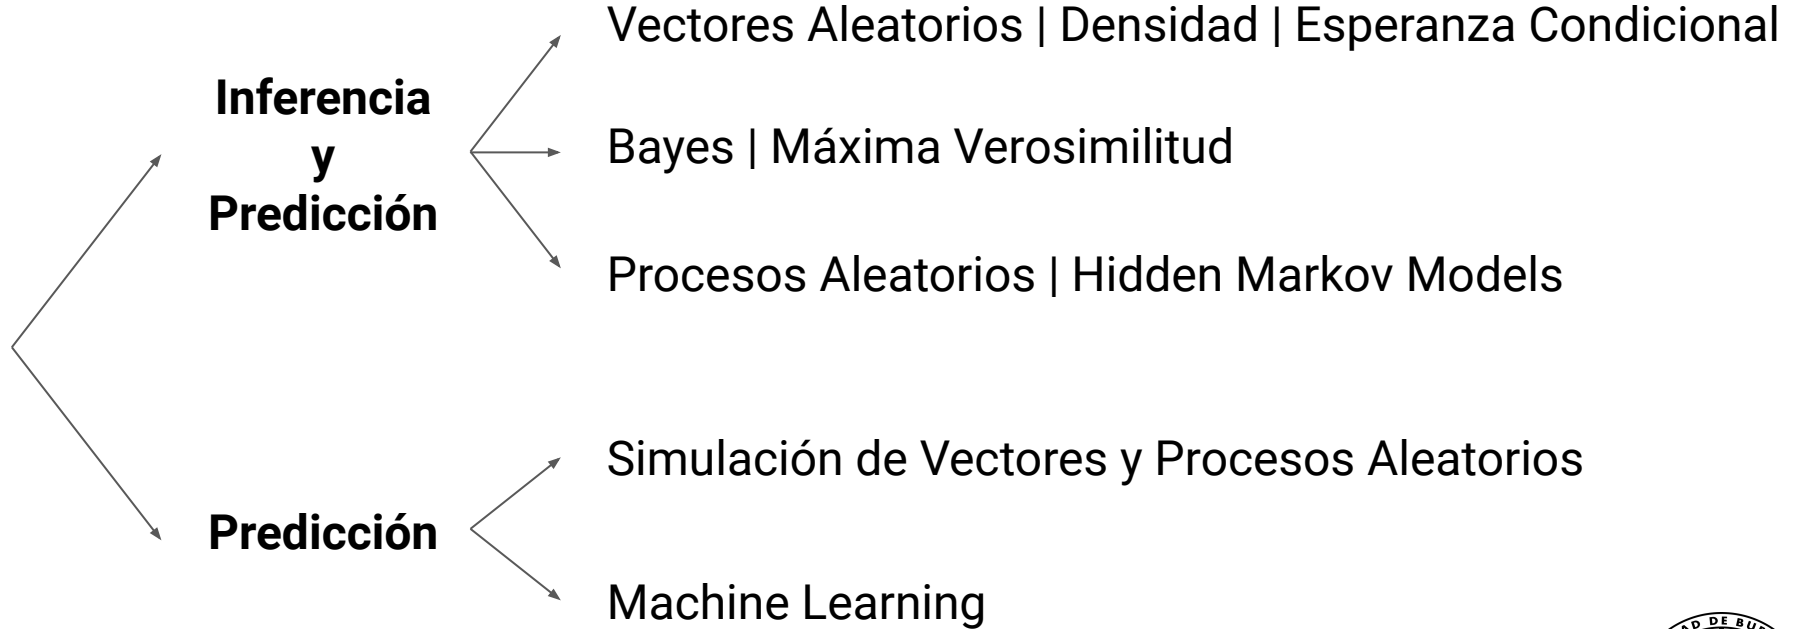 Vectores Aleatorios | Densidad | Esperanza Condicional
Inferencia
y
Predicción
Bayes | Máxima Verosimilitud
Procesos Aleatorios | Hidden Markov Models
Simulación de Vectores y Procesos Aleatorios
Predicción
Machine Learning